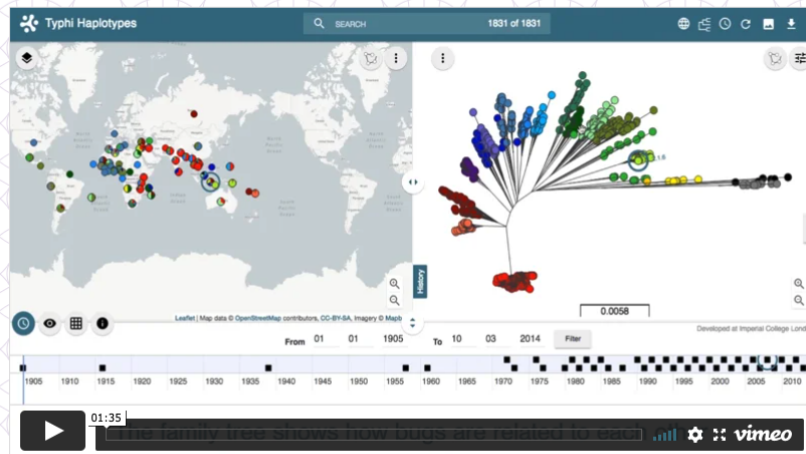 Typhi Haplotypes
SEARCH
1831 of 1831
1.8
History
0.0058
Leaflet | Map data © OpenStreetMap contributors, CC-BY-SA, Imagery © Mapb
Developed at Imperial College Lond
From 01 01 1905 To 10 03 2014 Filter
1905 1910 1915 1920 1925 1930 1935 1940 1945 1950 1955 1960 1965 1970 1975 1980 1985 1990 1995 2000 2005 2010
01:35
The family tree shows how bugs are related to each
vimeo